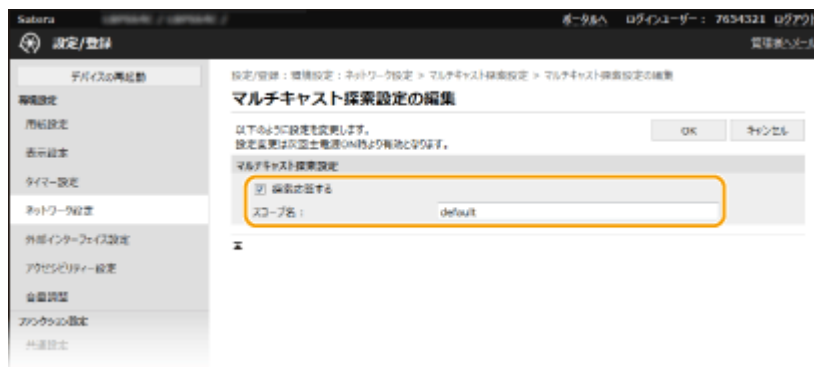 Satera
ポータルへ ログインユーザー： 7654321 ログアウト
設定/登録
管理者へメール
デバイスの再起動
設定/登録：環境設定：ネットワーク設定 > マルチキャスト探索設定 > マルチキャスト探索設定の編集
環境設定
マルチキャスト探索設定の編集
用紙設定
以下のように設定を変更します。
OK キャンセル
設定変更は次回主電源ON時より有効となります。
表示設定
マルチキャスト探索設定
タイマー設定
探索応答する
ネットワーク設定
スコープ名： default
外部インターフェイス設定
アクセシビリティー設定
音量調整
ファンクション設定
共通設定